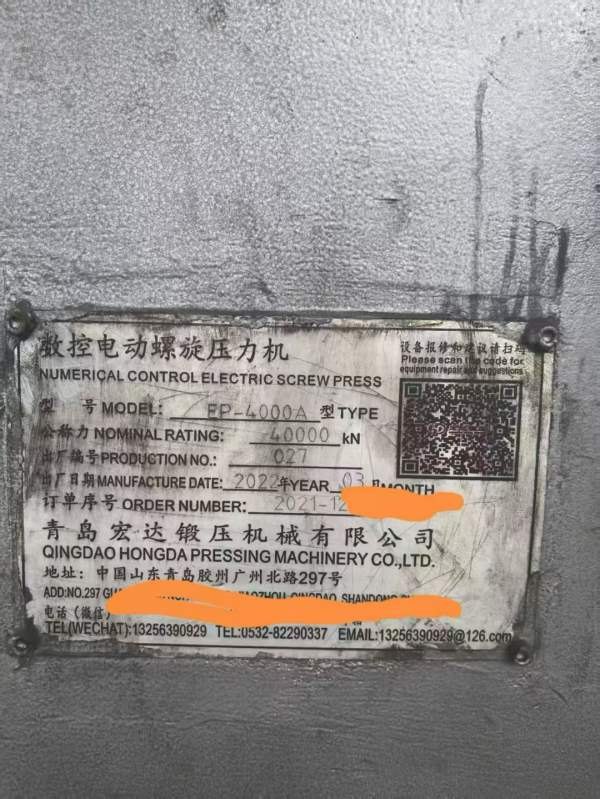 数控电动螺旋压力机
设备报修和建议请扫码
Please scan the code for
equipment repair and suggestions
NUMERICAL CONTROL ELECTRIC SCREW PRESS
型 号 MODEL: EP-4000A 型 TYPE
公称力 NOMINAL RATING: 40000 kN
出厂编号 PRODUCTION NO.: 027
出厂日期 MANUFACTURE DATE: 2022 年 YEAR 03 月 MONTH
订单序号 ORDER NUMBER: 2021-12
青岛宏达锻压机械有限公司
QINGDAO HONGDA PRESSING MACHINERY CO.,LTD.
地址: 中国山东青岛胶州广州北路297号
ADD:NO.297 QINGDAO, SHANDONG
电话(微信)
TEL(WECHAT):13256390929 TEL:0532-82290337 EMAIL:13256390929@126.com